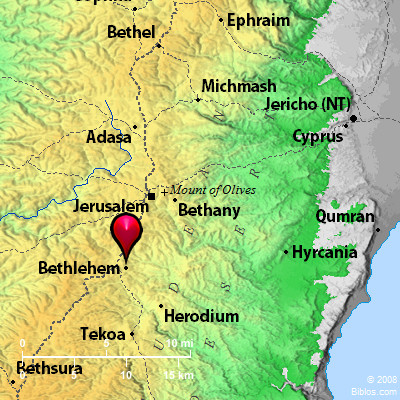 Ephraim
Bethel
Michmash
Jericho (NT)
Adasa
Cyprus
+ Mount of Olives
Jerusalem
Bethany
Qumran
Hyrcania
Bethlehem
Herodium
Tekoa
0 10 mi
0 5 10 15 km
Bethsura
© 2008
Biblos.com